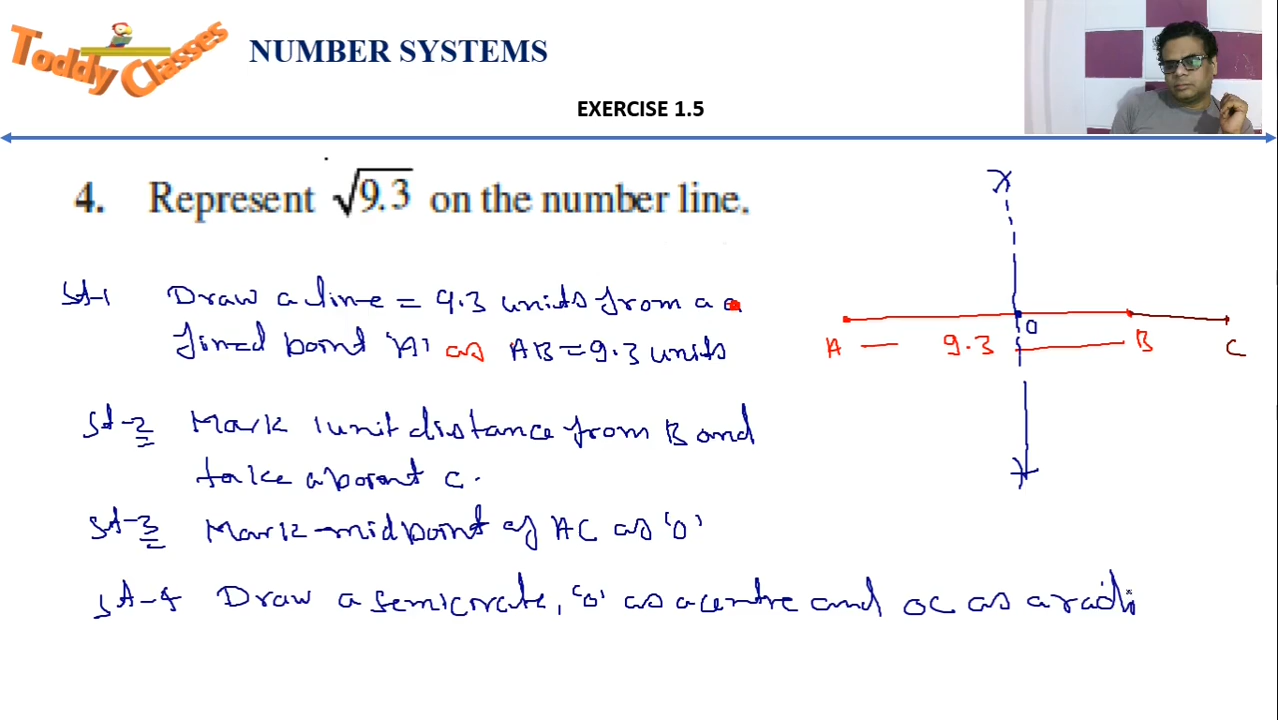 Toddy Classes
NUMBER SYSTEMS
EXERCISE 1.5
4. Represent √9.3 on the number line.
St-1 Draw a line = 9.3 units from a
fixed point 'A' as AB = 9.3 units
St-2 Mark 1 unit distance from B and
take a point C.
St-3 Mark midpoint of AC as 'O'
St-4 Draw a semicircle, 'O' as a centre and OC as a radi
O
A — 9.3 — B
C